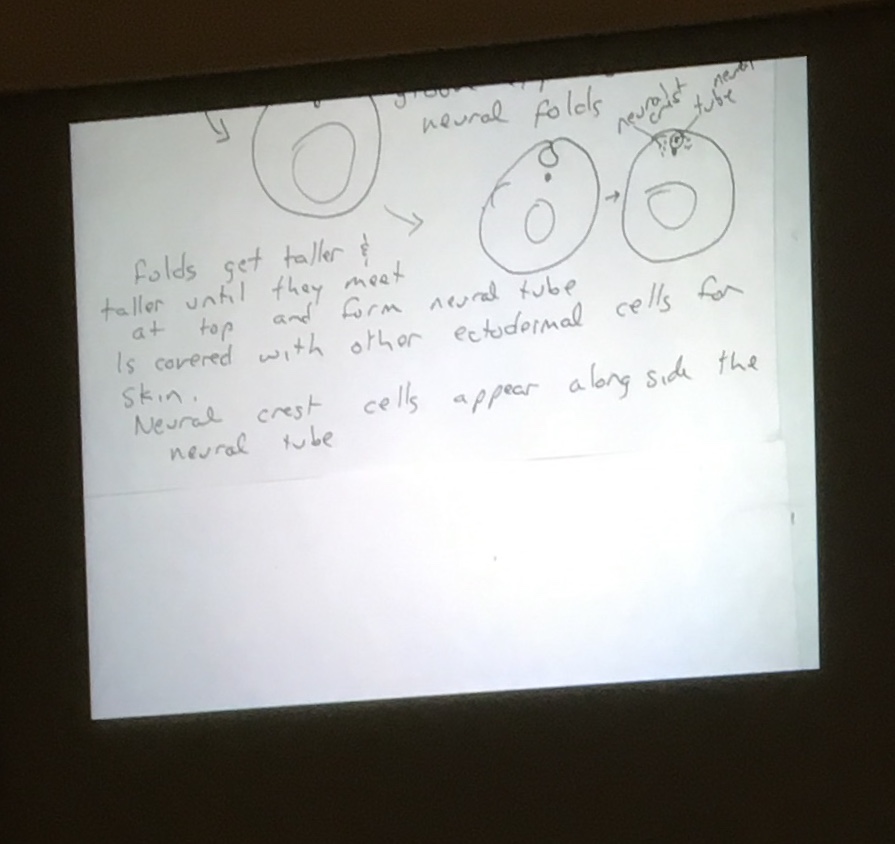 neural folds
neural crest
neural tube
folds get taller &
taller until they meet
at top and form neural tube
Is covered with other ectodermal cells for
skin.
Neural crest cells appear along side the
neural tube